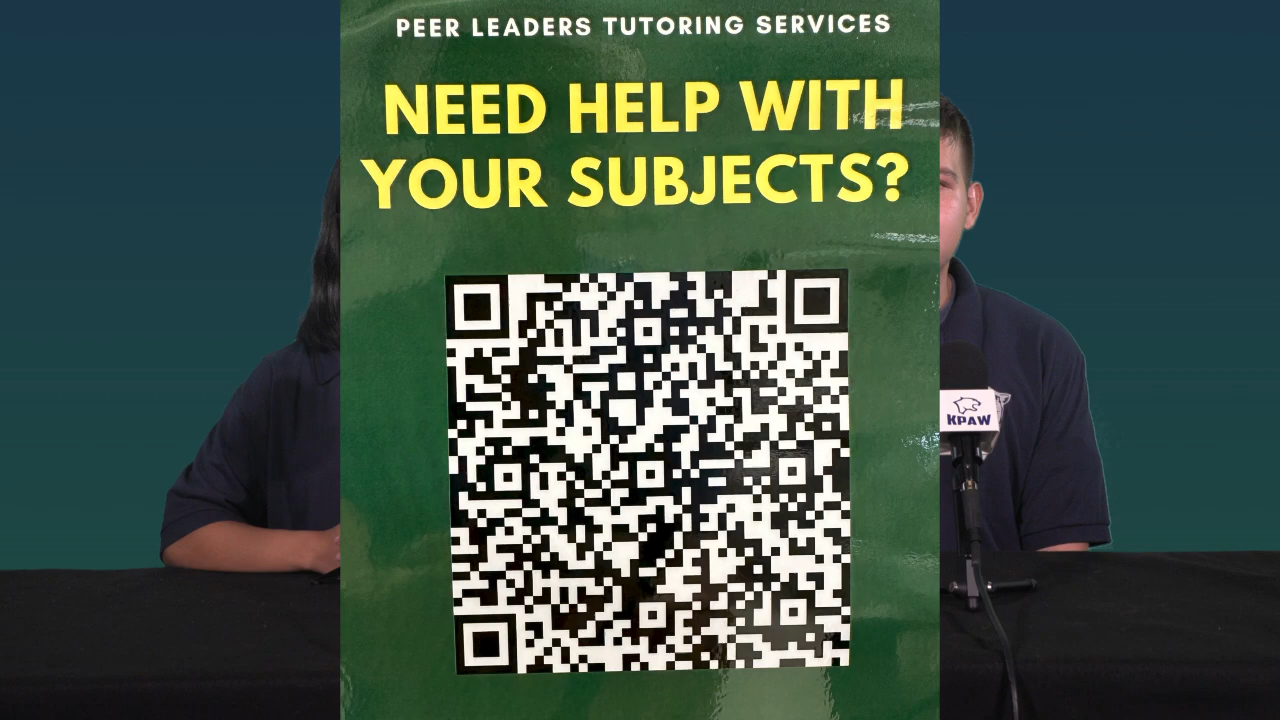 PEER LEADERS TUTORING SERVICES
NEED HELP WITH
YOUR SUBJECTS?
KPAW